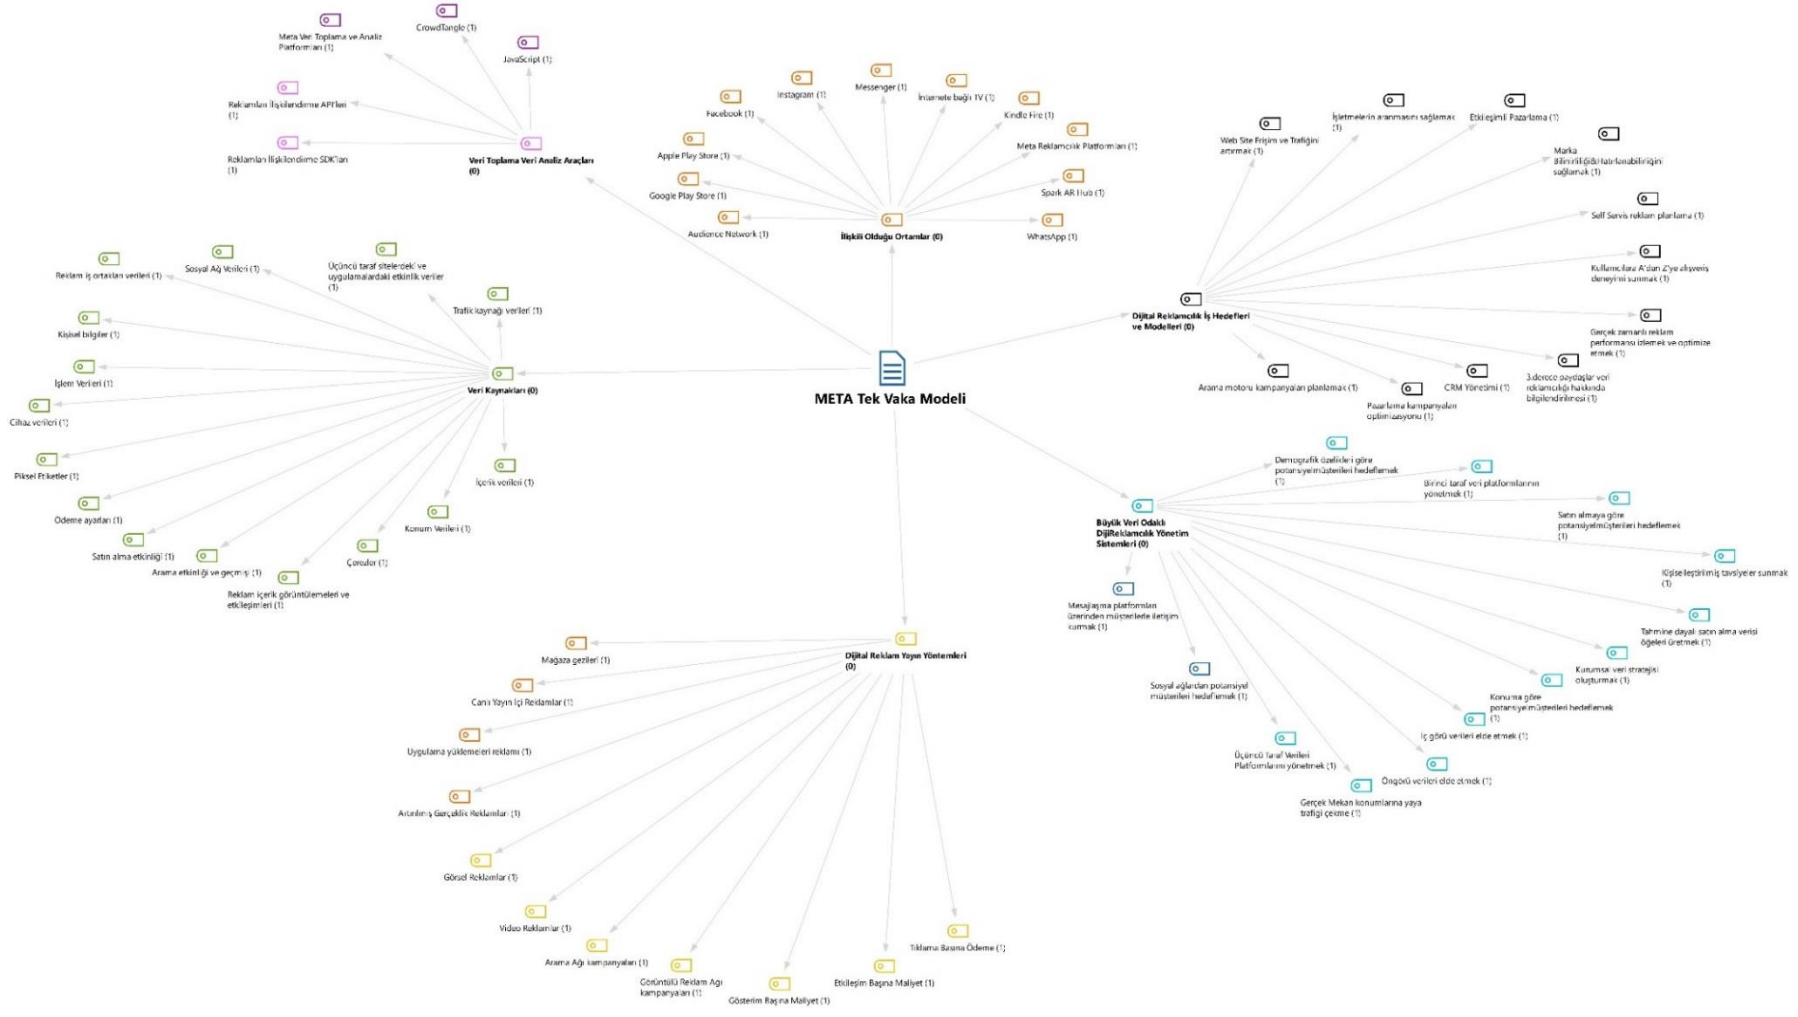 CrowdTangle (1)
Meta Veri Toplama ve Analiz
Platformları (1)
JavaScript (1)
Reklamları İlişkilendirme API'leri
(1)
Reklamları İlişkilendirme SDK'ları
(1)
Veri Toplama Veri Analiz Araçları
(0)
Messenger (1)
Instagram (1)
İnternete bağlı TV (1)
Facebook (1)
Kindle Fire (1)
Apple Play Store (1)
Meta Reklamcılık Platformları (1)
Google Play Store (1)
Spark AR Hub (1)
Audience Network (1)
WhatsApp (1)
İlişkili Olduğu Ortamlar (0)
İşletmelerin aranmasını sağlamak
(1)
Etkileşimli Pazarlama (1)
Web Site Erişim ve Trafiğini
artırmak (1)
Marka
Bilinirliliği&Hatırlanabilirliğini
sağlamak (1)
Self Servis reklam planlama (1)
Kullanıcılara A'dan Z'ye alışveriş
deneyimi sunmak (1)
Dijital Reklamcılık İş Hedefleri
ve Modelleri (0)
Gerçek zamanlı reklam
performansı izlemek ve optimize
etmek (1)
3.derece paydaşlar veri
reklamcılığı hakkında
bilgilendirilmesi (1)
CRM Yönetimi (1)
Arama motoru kampanyaları planlamak (1)
Pazarlama kampanyaları
optimizasyonu (1)
Reklam iş ortakları verileri (1)
Sosyal Ağ Verileri (1)
Üçüncü taraf sitelerdeki ve
uygulamalardaki etkinlik veriler
(1)
Trafik kaynağı verileri (1)
Kişisel bilgiler (1)
İşlem Verileri (1)
Veri Kaynakları (0)
Cihaz verileri (1)
Piksel Etiketler (1)
İçerik verileri (1)
Ödeme ayarları (1)
Konum Verileri (1)
Satın alma etkinliği (1)
Çerezler (1)
Arama etkinliği ve geçmişi (1)
Reklam içerik görüntülemeleri ve
etkileşimleri (1)
META Tek Vaka Modeli
Demografik özelikleri göre
potansiyelmüşterileri hedeflemek
(1)
Birinci taraf veri platformlarının
yönetmek (1)
Satın almaya göre
potansiyelmüşterileri hedeflemek
(1)
Büyük Veri Odaklı
DijiReklamcılık Yönetim
Sistemleri (0)
Kişiselleştirilmiş tavsiyeler sunmak
(1)
Mesajlaşma platformları
üzerinden müşterilerle iletişim
kurmak (1)
Tahmine dayalı satın alma verisi
öğeleri üretmek (1)
Kurumsal veri stratejisi
oluşturmak (1)
Sosyal ağlardan potansiyel
müşterileri hedeflemek (1)
Konuma göre
potansiyelmüşterileri hedeflemek
(1)
İç görü verileri elde etmek (1)
Üçüncü Taraf Verileri
Platformlarını yönetmek (1)
Öngörü verileri elde etmek (1)
Gerçek Mekan konumlarına yaya
trafiği çekme (1)
Dijital Reklam Yayın Yöntemleri
(0)
Mağaza gezileri (1)
Canlı Yayın İçi Reklamlar (1)
Uygulama yüklemeleri reklamı (1)
Artırılmış Gerçeklik Reklamları (1)
Görsel Reklamlar (1)
Video Reklamlar (1)
Arama Ağı kampanyaları (1)
Görüntülü Reklam Ağı
kampanyaları (1)
Gösterim Başına Maliyet (1)
Etkileşim Başına Maliyet (1)
Tıklama Başına Ödeme (1)